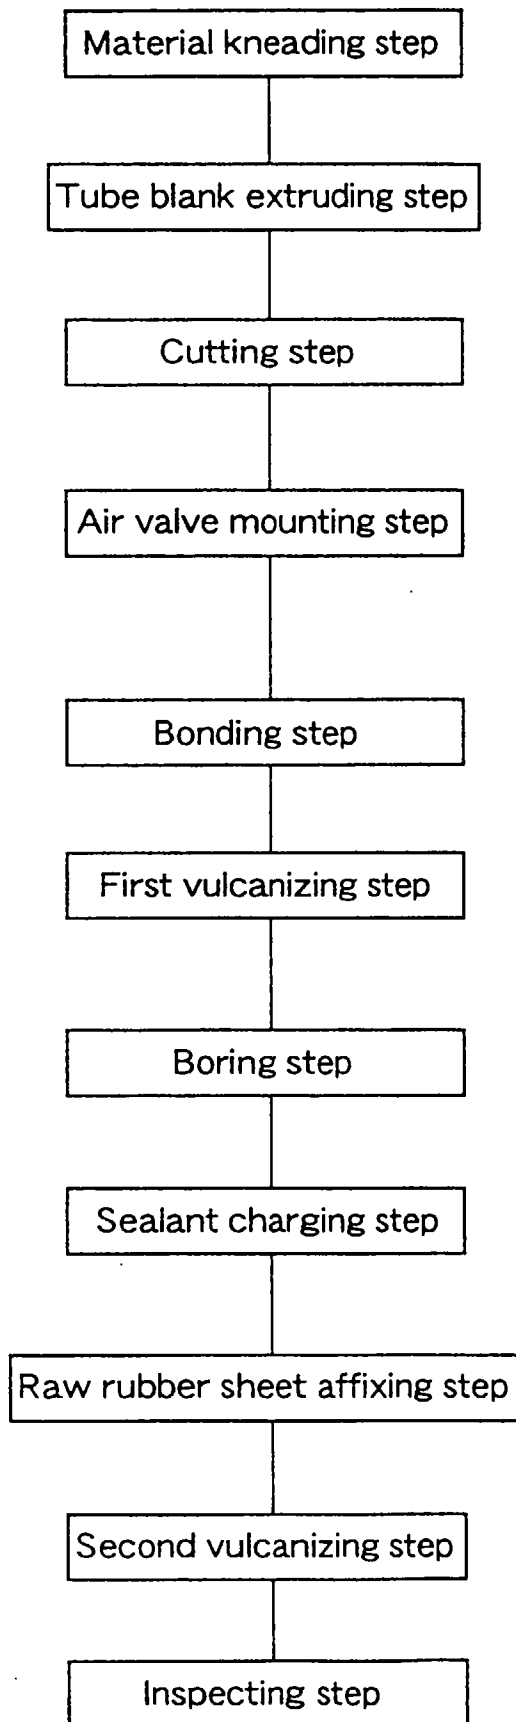 Material kneading step
Tube blank extruding step
Cutting step
Air valve mounting step
Bonding step
First vulcanizing step
Boring step
Sealant charging step
Raw rubber sheet affixing step
Second vulcanizing step
Inspecting step